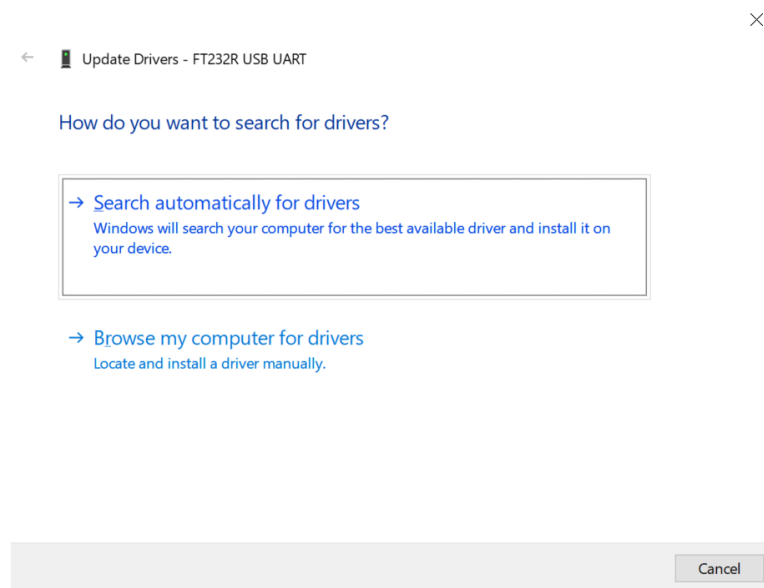 Update Drivers - FT232R USB UART
How do you want to search for drivers?
Search automatically for drivers
Windows will search your computer for the best available driver and install it on
your device.
Browse my computer for drivers
Locate and install a driver manually.
Cancel